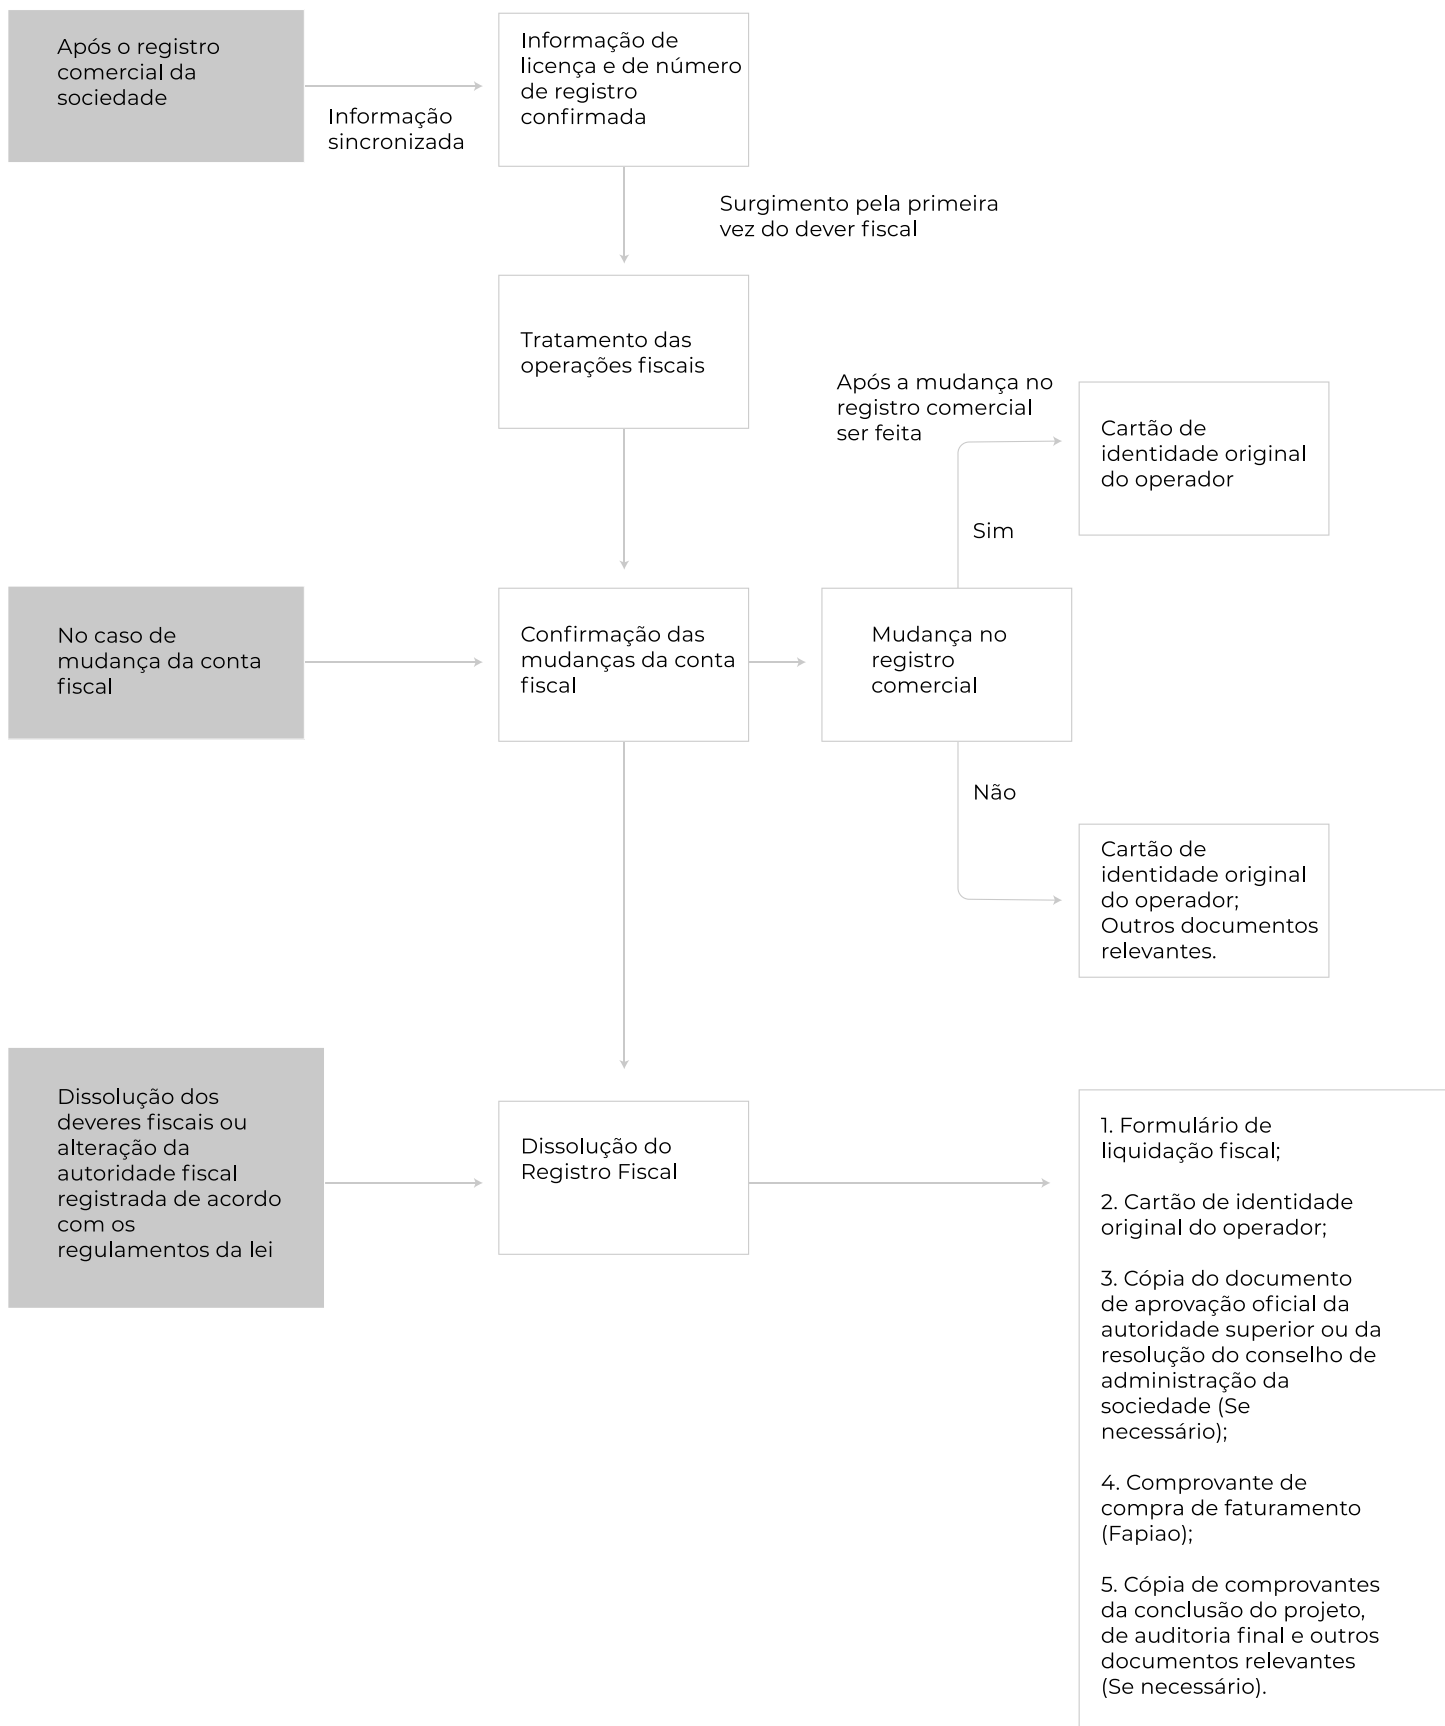 Após o registro
comercial da
sociedade
Informação
sincronizada
Informação de
licença e de número
de registro
confirmada
Surgimento pela primeira
vez do dever fiscal
Tratamento das
operações fiscais
Após a mudança no
registro comercial
ser feita
Cartão de
identidade original
do operador
Sim
No caso de
mudança da conta
fiscal
Confirmação das
mudanças da conta
fiscal
Mudança no
registro
comercial
Não
Cartão de
identidade original
do operador;
Outros documentos
relevantes.
Dissolução dos
deveres fiscais ou
alteração da
autoridade fiscal
registrada de acordo
com os
regulamentos da lei
Dissolução do
Registro Fiscal
1. Formulário de
liquidação fiscal;
2. Cartão de identidade
original do operador;
3. Cópia do documento
de aprovação oficial da
autoridade superior ou da
resolução do conselho de
administração da
sociedade (Se
necessário);
4. Comprovante de
compra de faturamento
(Fapiao);
5. Cópia de comprovantes
da conclusão do projeto,
de auditoria final e outros
documentos relevantes
(Se necessário).